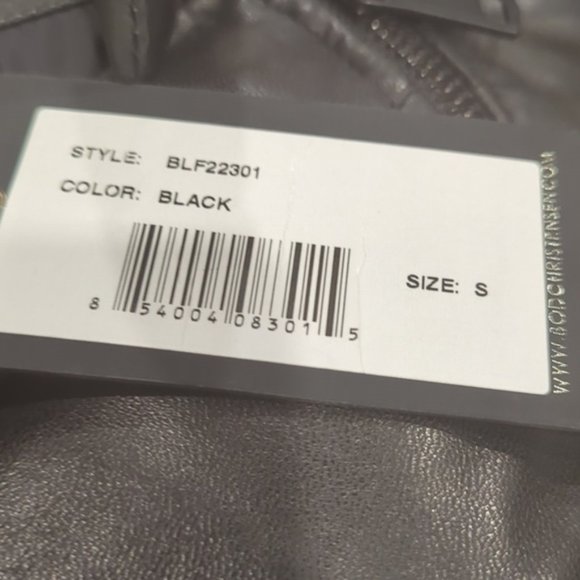 STYLE: BLF22301
COLOR: BLACK
SIZE: S
8 54004 08301 5
WWW.BODCHRISTENSEN.COM